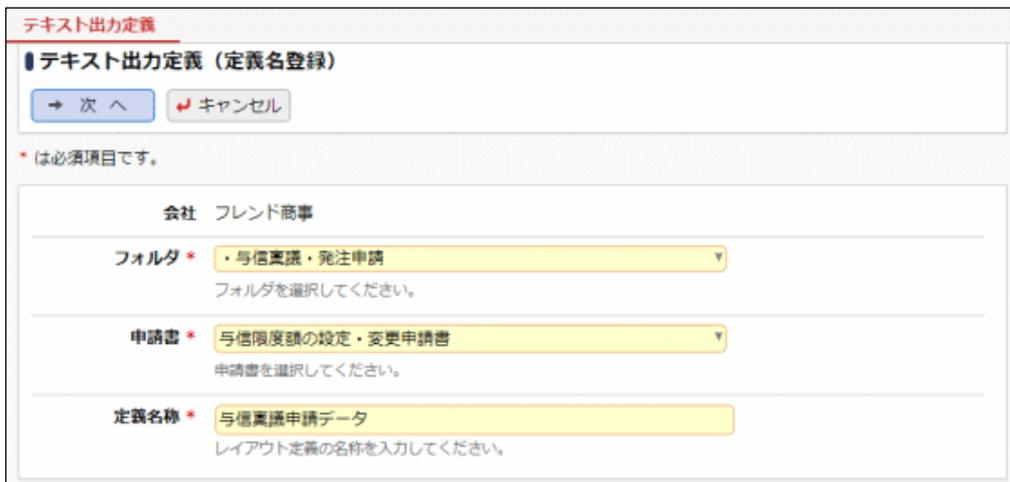 テキスト出力定義
テキスト出力定義（定義名登録）
→ 次 へ
キャンセル
* は必須項目です。
会社 フレンド商事
フォルダ * ・与信稟議・発注申請
フォルダを選択してください。
申請書 * 与信限度額の設定・変更申請書
申請書を選択してください。
定義名称 * 与信稟議申請データ
レイアウト定義の名称を入力してください。